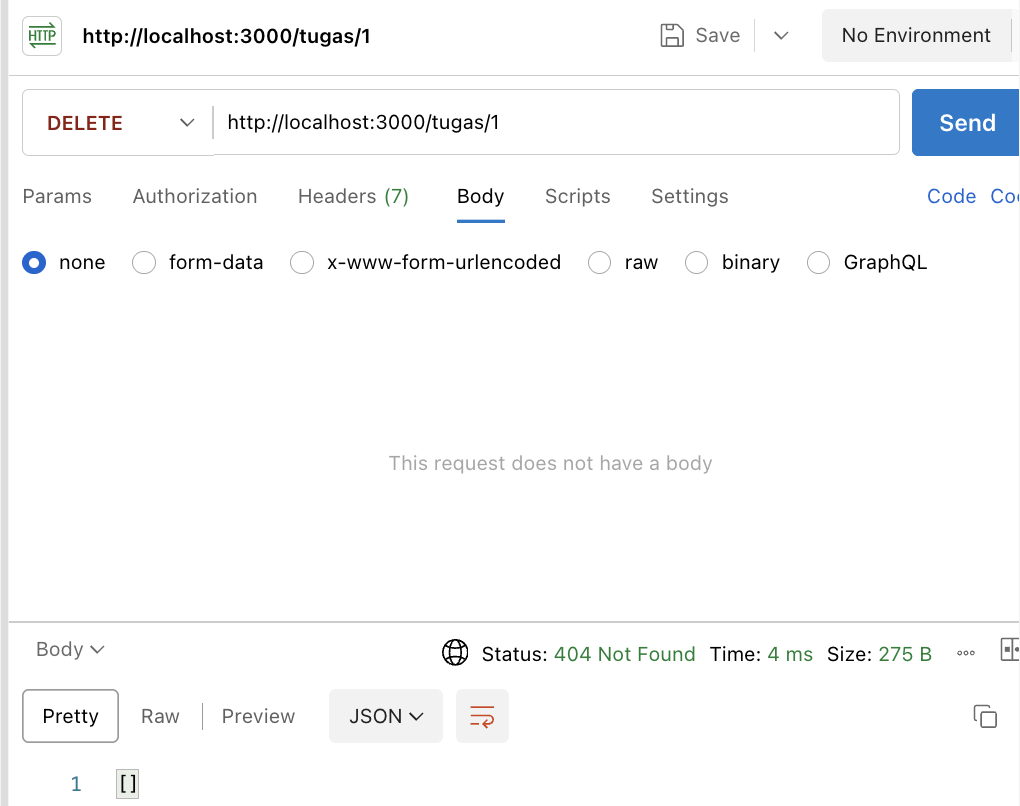 HTTP http://localhost:3000/tugas/1 Save No Environment
DELETE http://localhost:3000/tugas/1 Send
Params Authorization Headers (7) Body Scripts Settings Code Coo
none form-data x-www-form-urlencoded raw binary GraphQL
This request does not have a body
Body Status: 404 Not Found Time: 4 ms Size: 275 B
Pretty Raw Preview JSON
1 []